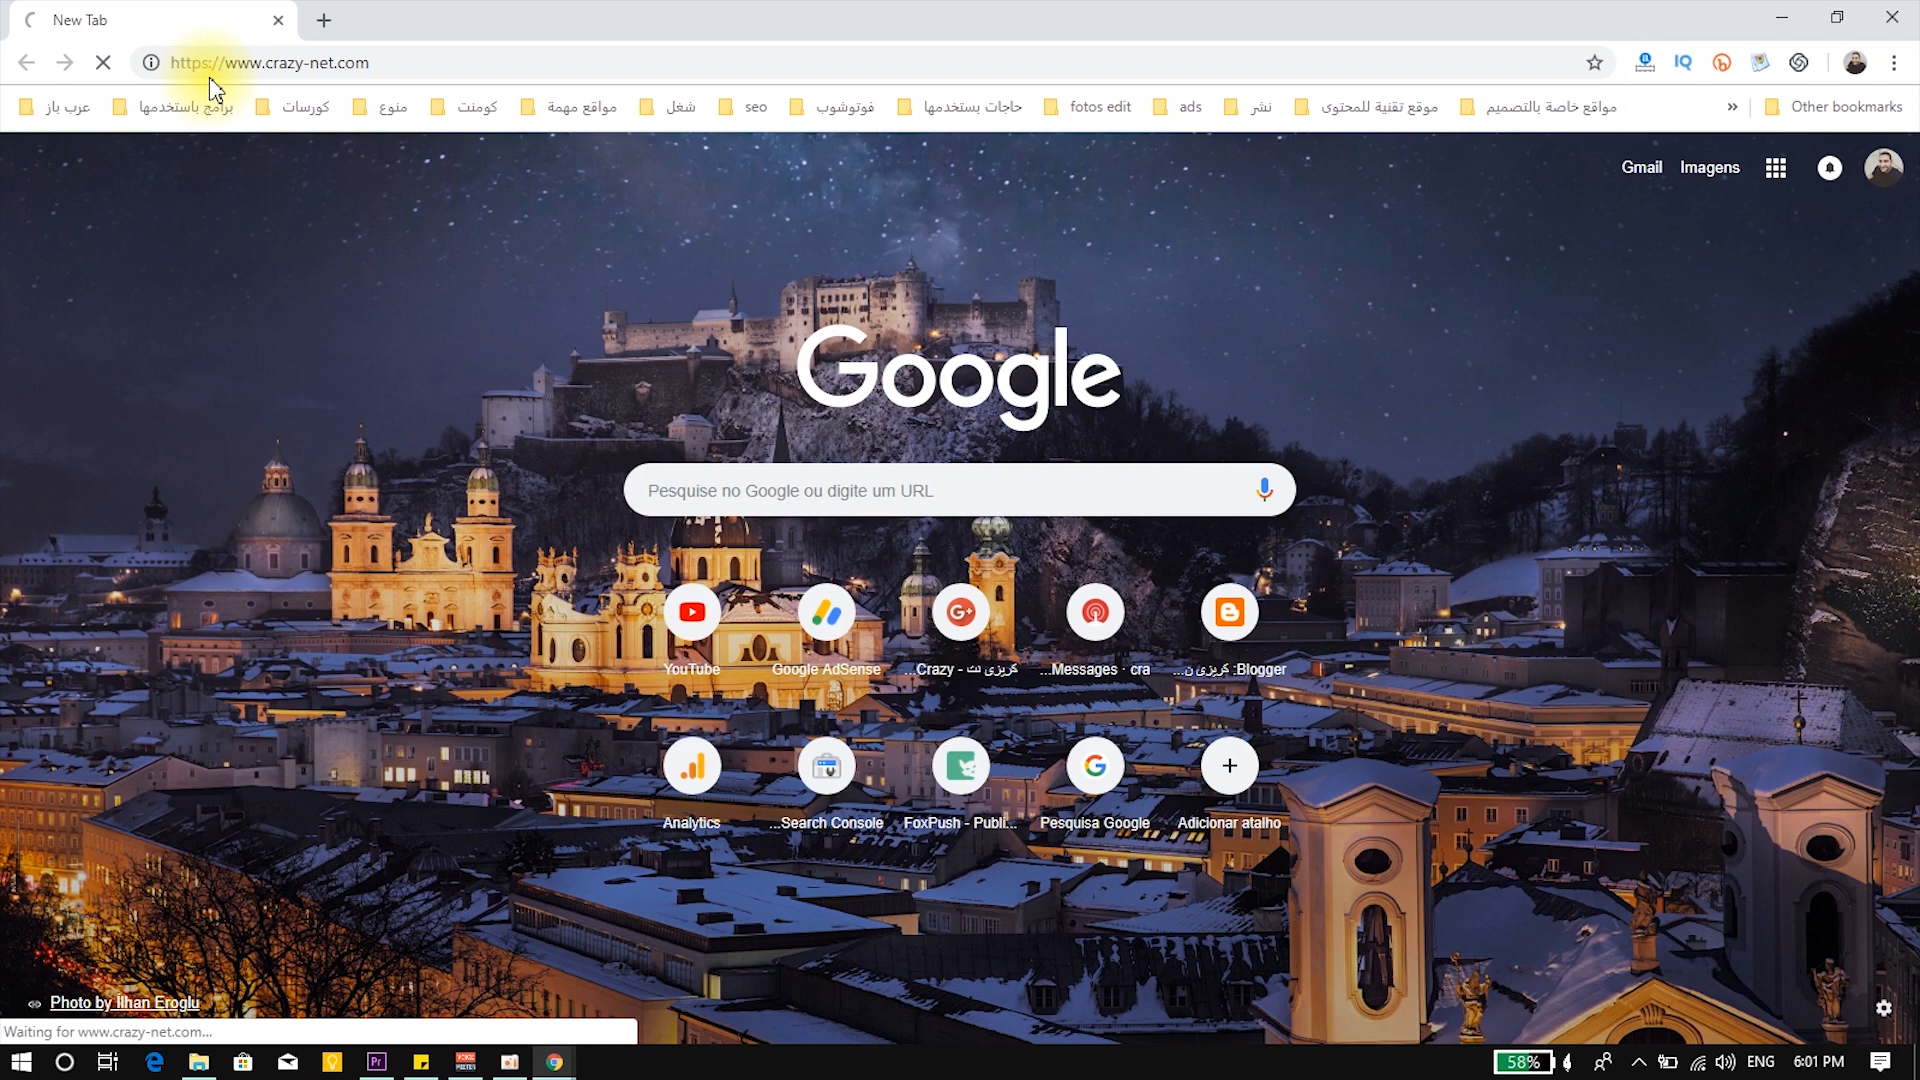 New Tab
https://www.crazy-net.com
عرب باز
برامج باستخدمها
كورسات
منوع
كومنت
مواقع مهمة
شغل
seo
فوتوشوب
حاجات بستخدمها
fotos edit
ads
نشر
موقع تقنية للمحتوى
مواقع خاصة بالتصميم
»
Other bookmarks
Gmail
Imagens
Google
Pesquise no Google ou digite um URL
YouTube
Google AdSense
...Crazy - كريزى نت
...Messages · cra
...كريزى ن :Blogger
Analytics
...Search Console
FoxPush - Publi...
Pesquisa Google
Adicionar atalho
Photo by Ilhan Eroglu
Waiting for www.crazy-net.com...
Pr
58%
ENG
6:01 PM